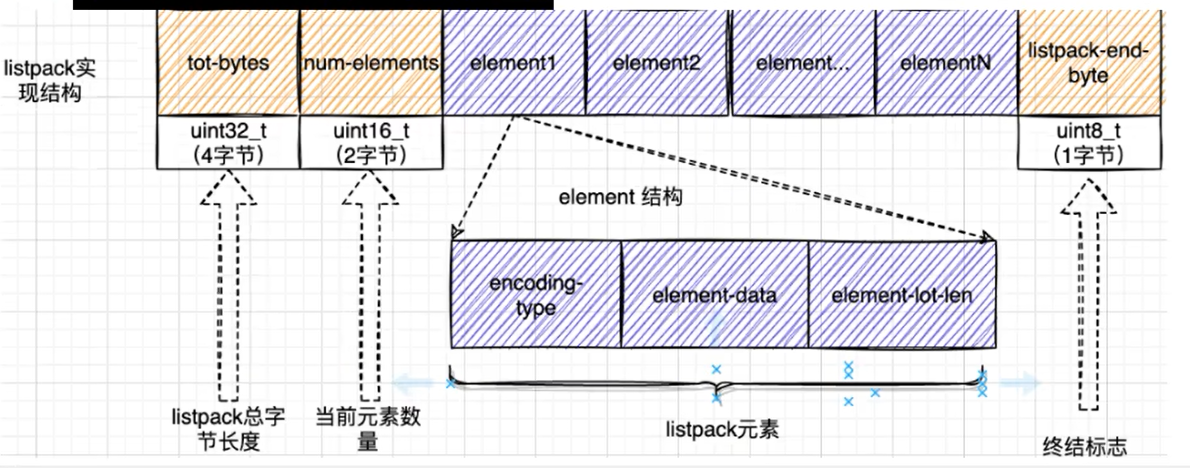 listpack实
现结构
tot-bytes
num-elements
element1
element2
element...
elementN
listpack-end-
byte
uint32_t
（4字节）
uint16_t
（2字节）
uint8_t
（1字节）
element 结构
encoding-
type
element-data
element-lot-len
listpack总字
节长度
当前元素数
量
listpack元素
终结标志